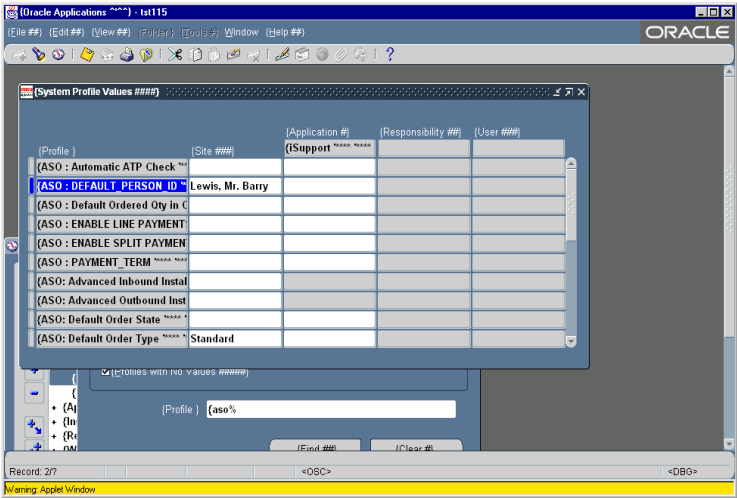 {Oracle Applications ^*^^} - tst115
{File ##} {Edit ##} {View ##} {Folder} {Tools #} Window {Help ##}
ORACLE
{System Profile Values ####}
{Application #} {Responsibility ##} {User ###}
{Profile } {Site ###} {iSupport **** ****
{ASO : Automatic ATP Check **
{ASO : DEFAULT_PERSON_ID * Lewis, Mr. Barry
{ASO : Default Ordered Qty in
{ASO : ENABLE LINE PAYMENT
{ASO : ENABLE SPLIT PAYMEN
{ASO : PAYMENT_TERM **** ***
{ASO: Advanced Inbound Instal
{ASO: Advanced Outbound Inst
{ASO: Default Order State **** *
{ASO: Default Order Type **** * Standard
{Profiles with No Values #####}
{Profile } {aso%
{Find ##} {Clear #}
Record: 2/? <OSC> <DBG>
Warning: Applet Window